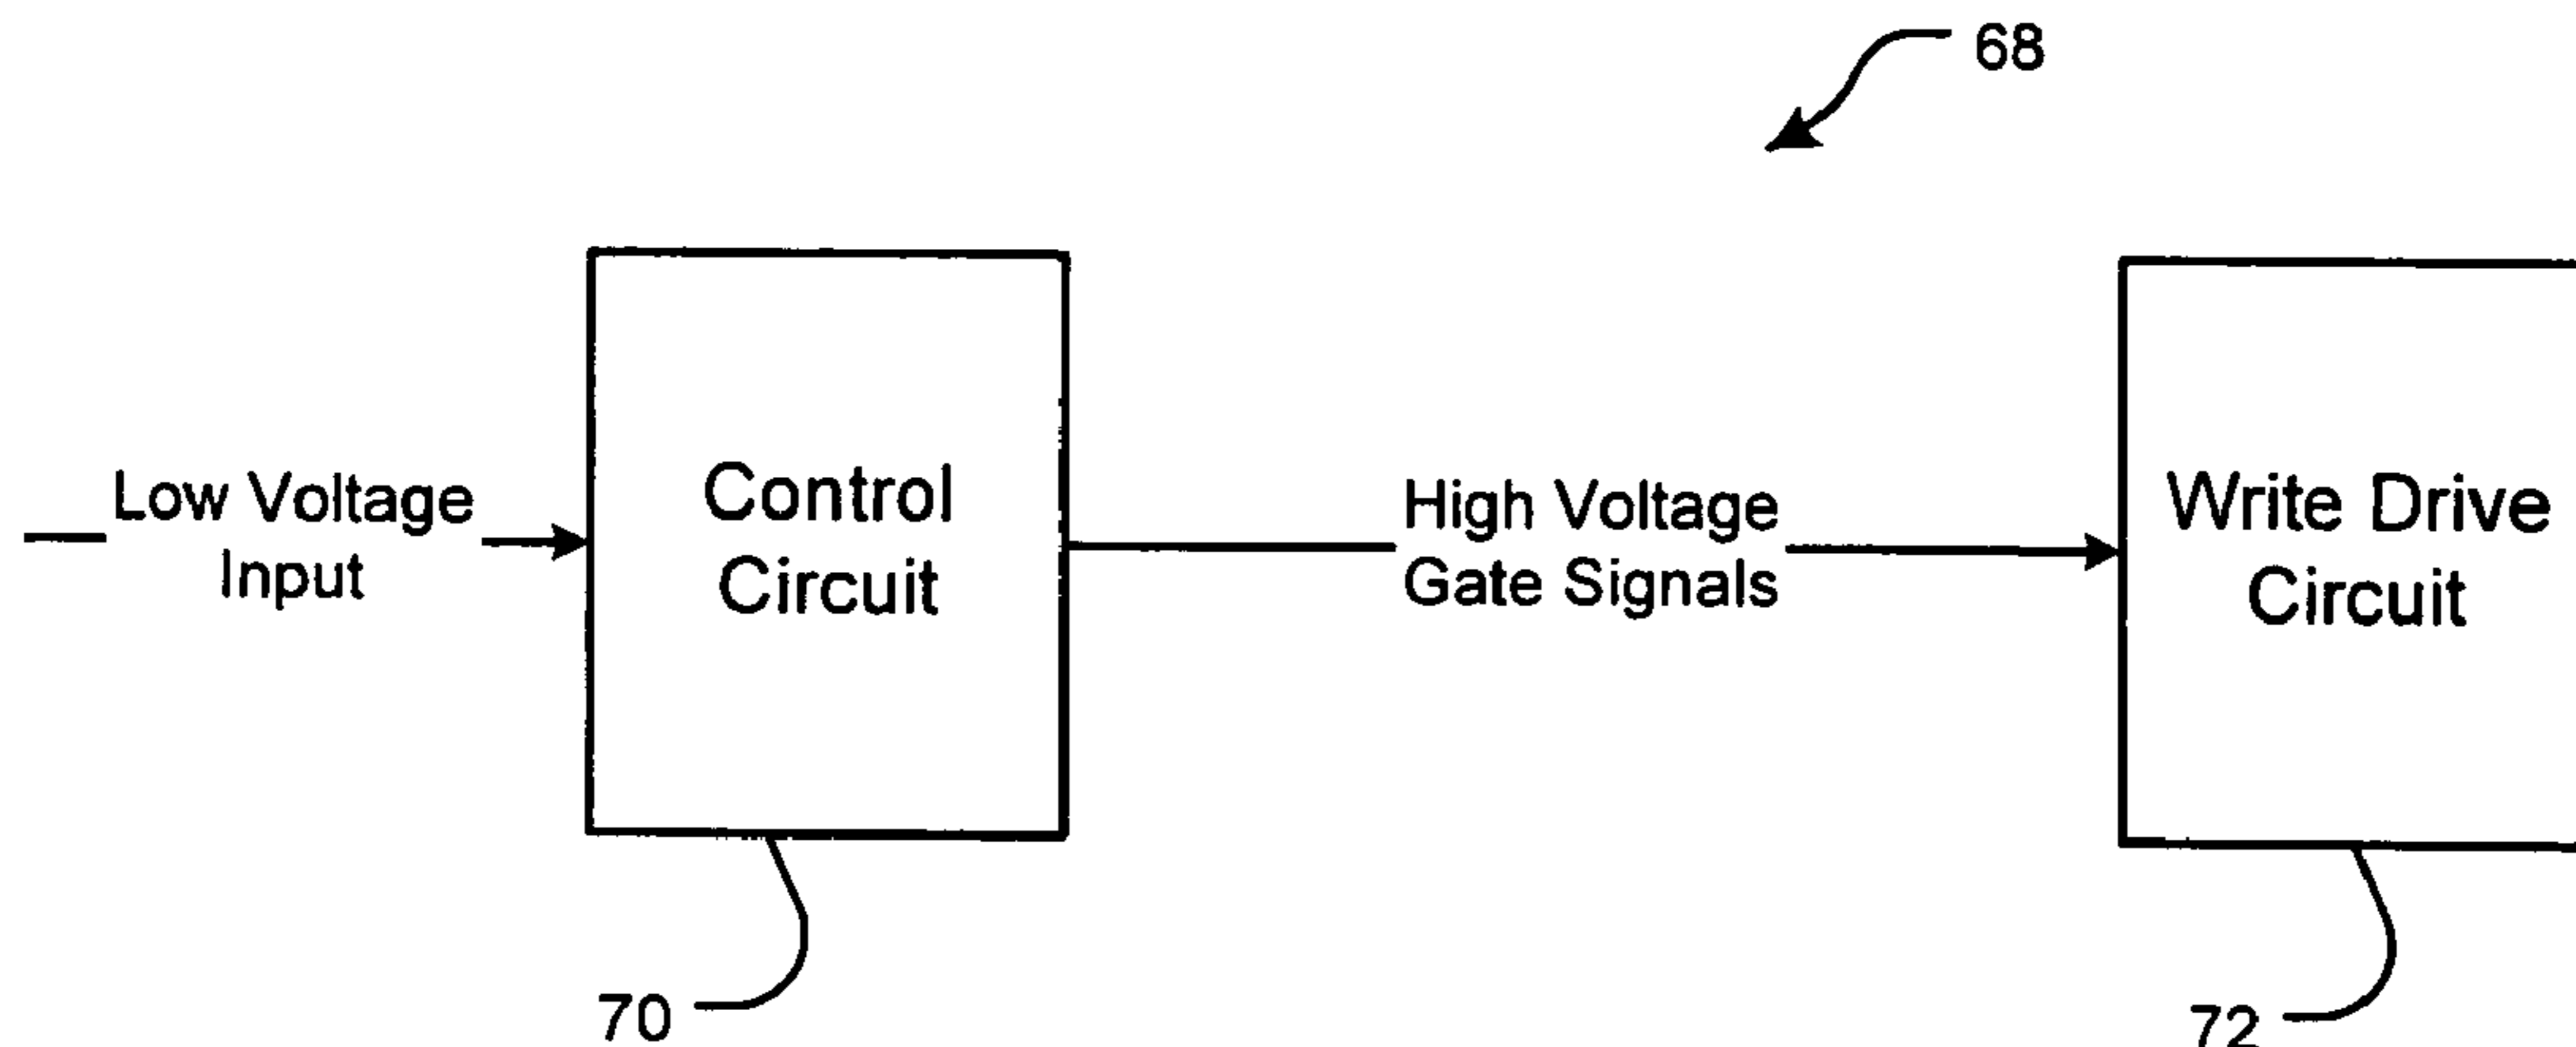 68
Low Voltage
Input
Control
Circuit
High Voltage
Gate Signals
Write Drive
Circuit
70
72